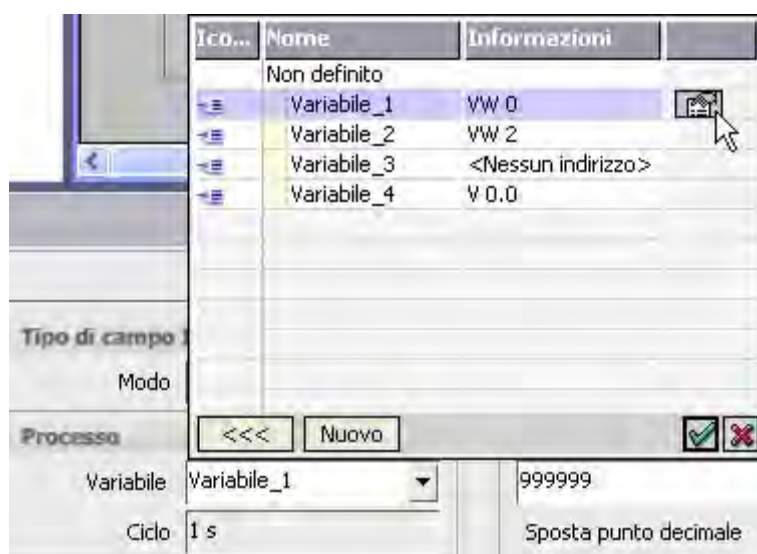 Ico... Nome Informazioni
Non definito
Variabile_1 VW 0
Variabile_2 VW 2
Variabile_3 <Nessun indirizzo>
Variabile_4 V 0.0
Tipo di campo
Modo
<<< Nuovo
Processo
Variabile Variabile_1 999999
Ciclo 1 s Sposta punto decimale